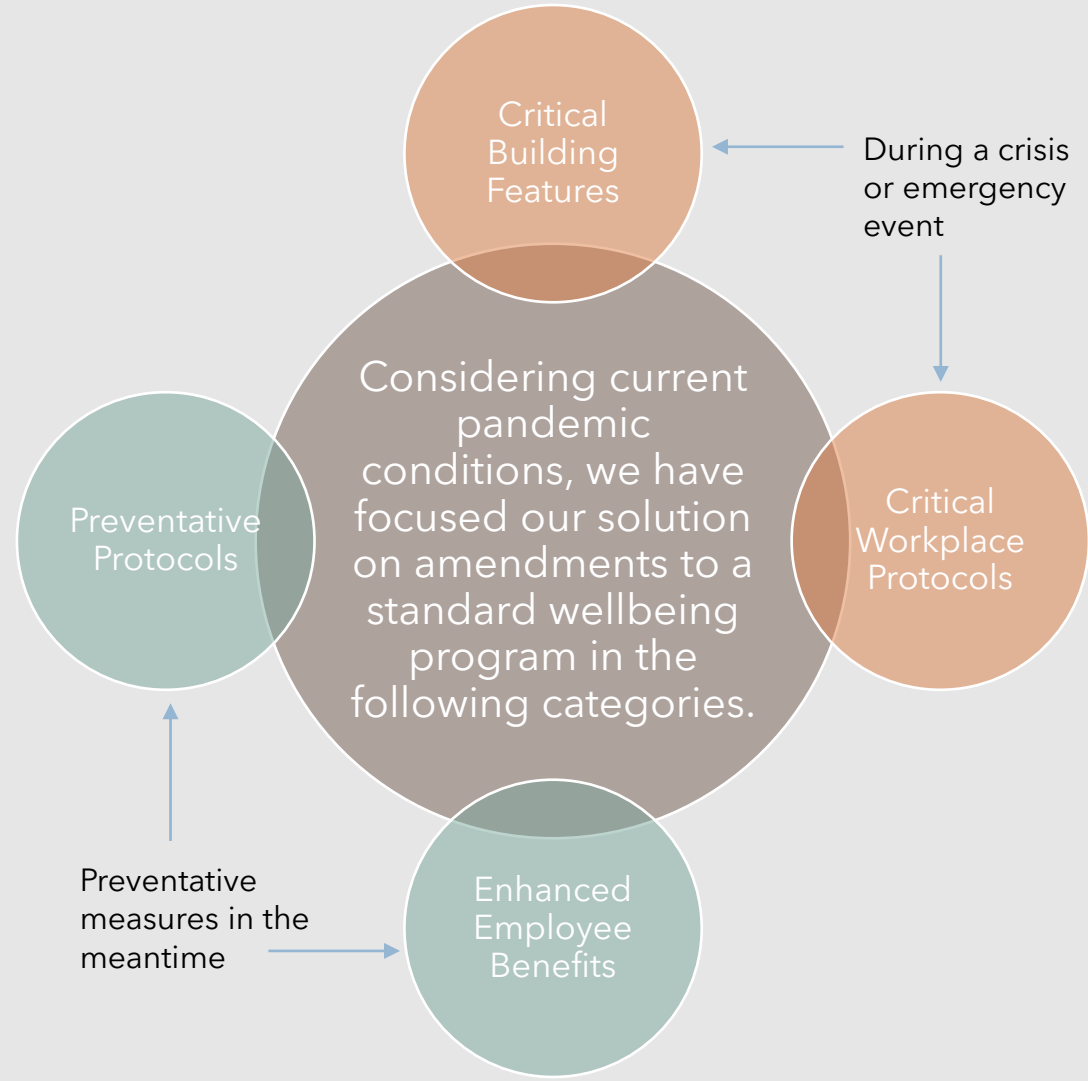 Critical
Building
Features
During a crisis
or emergency
event
Considering current
pandemic
conditions, we have
focused our solution
on amendments to a
standard wellbeing
program in the
following categories.
Preventative
Protocols
Critical
Workplace
Protocols
Preventative
measures in the
meantime
Enhanced
Employee
Benefits